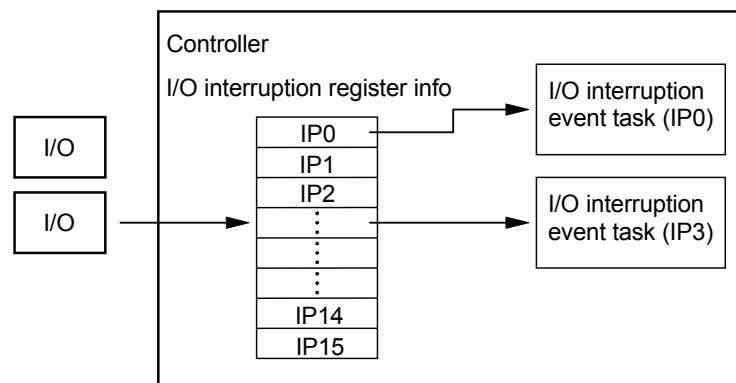 Controller
I/O interruption register info
I/O
I/O
IP0
IP1
IP2
IP14
IP15
I/O interruption
event task (IP0)
I/O interruption
event task (IP3)